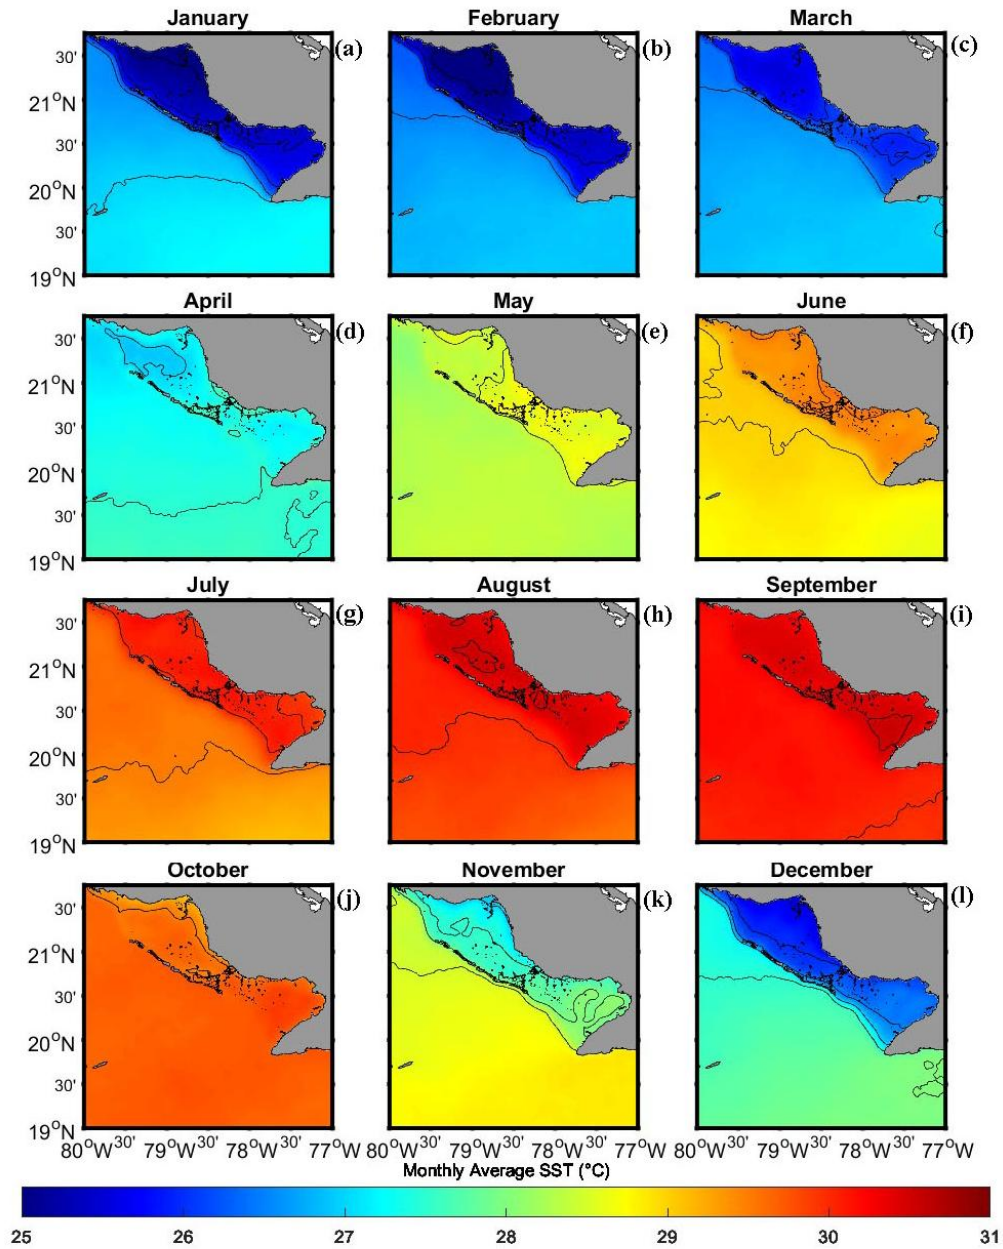 January February March
(a) (b) (c)
30'
21°N
30'
20°N
30'
19°N
April May June
(d) (e) (f)
30'
21°N
30'
20°N
30'
19°N
July August September
(g) (h) (i)
30'
21°N
30'
20°N
30'
19°N
October November December
(j) (k) (l)
30'
21°N
30'
20°N
30'
19°N
80°W 30' 79°W 30' 78°W 30' 77°W 80°W 30' 79°W 30' 78°W 30' 77°W 80°W 30' 79°W 30' 78°W 30' 77°W
Monthly Average SST (°C)
25 26 27 28 29 30 31